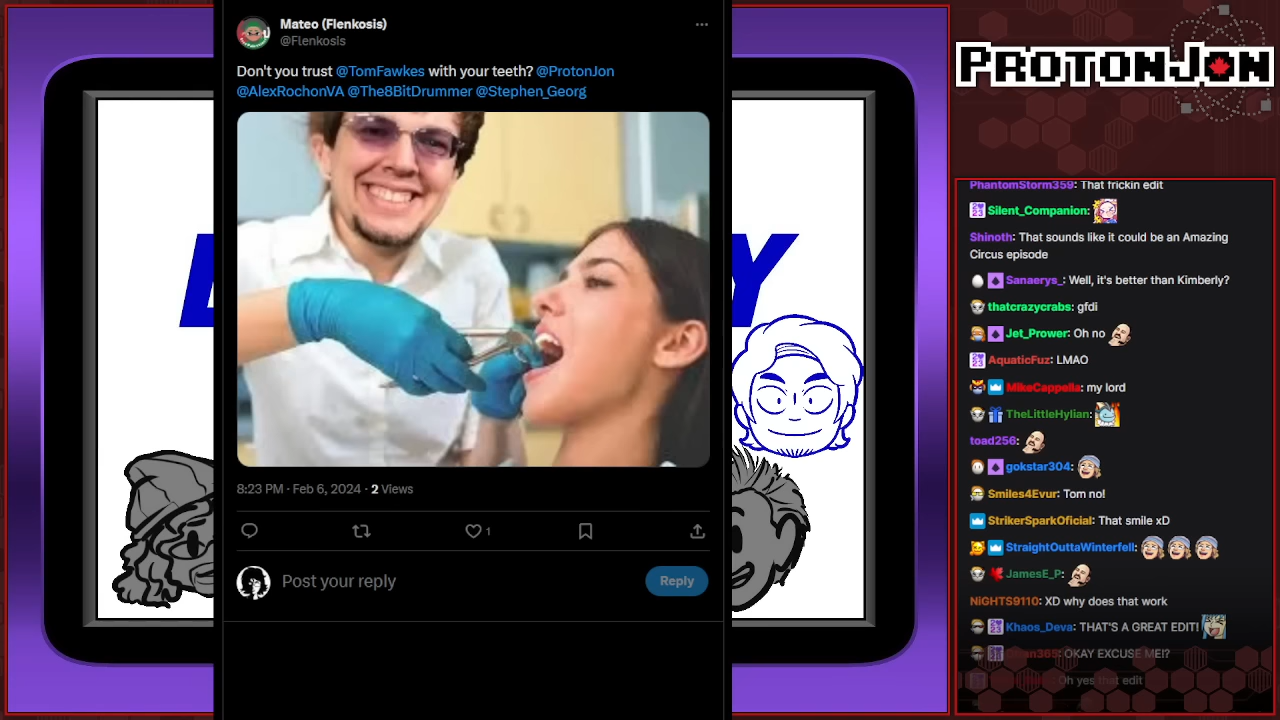 Mateo (Flenkosis)
@Flenkosis
Don't you trust @TomFawkes with your teeth? @ProtonJon
@AlexRochonVA @The8BitDrummer @Stephen_Georg
8:23 PM · Feb 6, 2024 · 2 Views
1
Post your reply
Reply
Y
PROTONJON
PhantomStorm359: That frickin edit
Silent_Companion:
Shinoth: That sounds like it could be an Amazing
Circus episode
Sanaerys_: Well, it's better than Kimberly?
thatcrazycrabs: gfdi
Jet_Prower: Oh no
AquaticFuz: LMAO
MikeCappella: my lord
TheLittleHylian:
toad256:
gokstar304:
Smiles4Evur: Tom no!
StrikerSparkOficial: That smile xD
StraightOuttaWinterfell:
JamesE_P:
NiGHTS9110: XD why does that work
Khaos_Deva: THAT'S A GREAT EDIT!
OKAY EXCUSE MEI?
Oh yes that edit